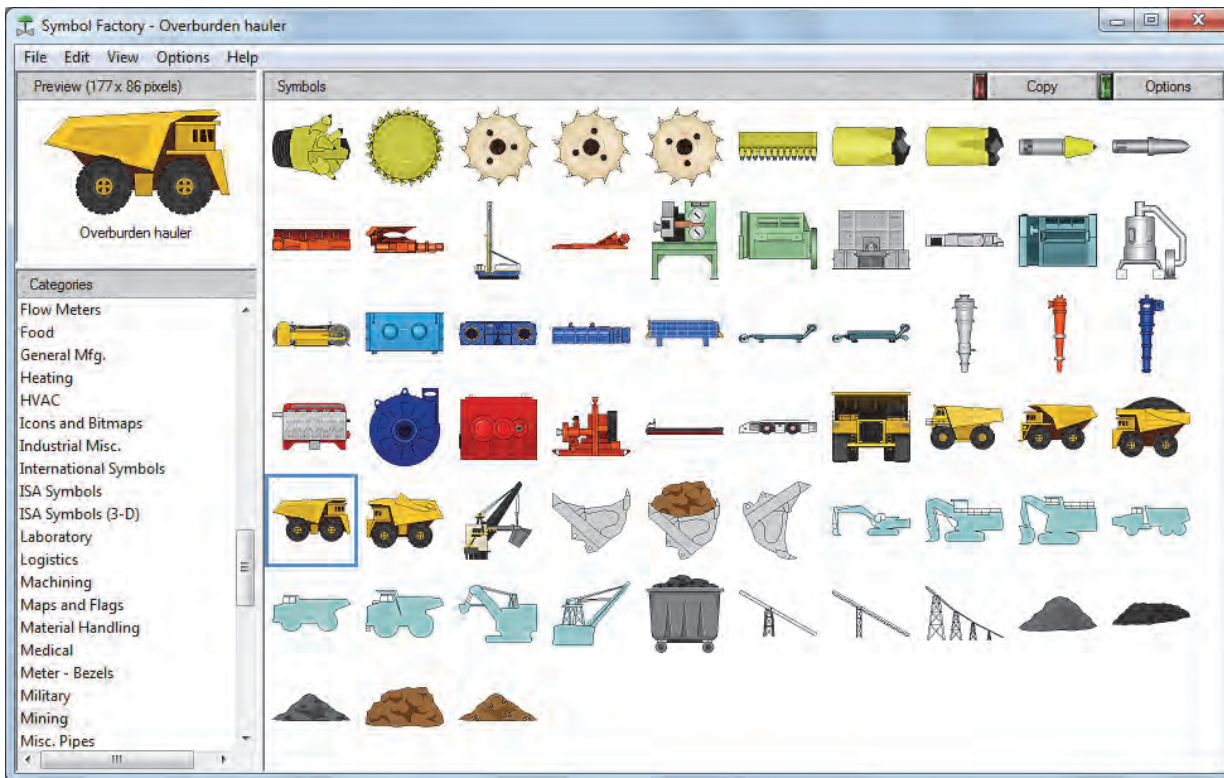 Symbol Factory - Overburden hauler
File Edit View Options Help
Preview (177 x 86 pixels)
Symbols
Copy
Options
Overburden hauler
Categories
Flow Meters
Food
General Mfg.
Heating
HVAC
Icons and Bitmaps
Industrial Misc.
International Symbols
ISA Symbols
ISA Symbols (3-D)
Laboratory
Logistics
Machining
Maps and Flags
Material Handling
Medical
Meter - Bezels
Military
Mining
Misc. Pipes